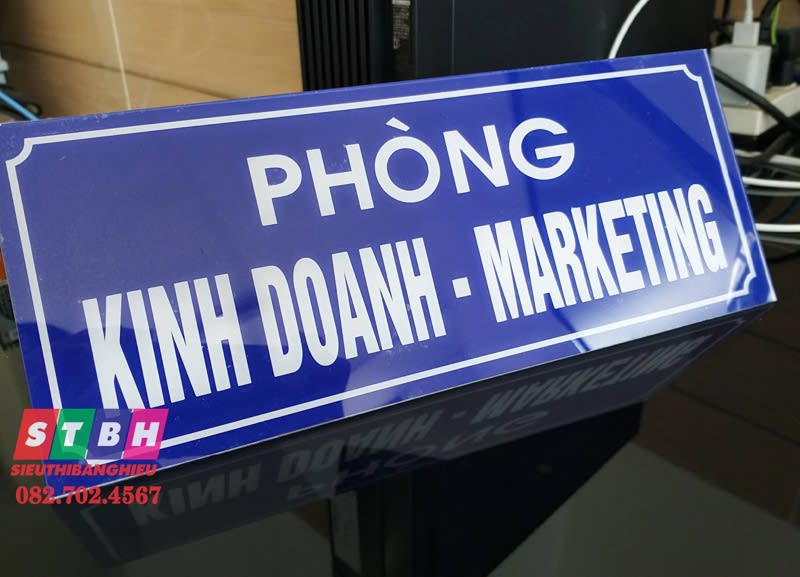 PHÒNG
KINH DOANH - MARKETING
STBH
SIEUTHIBANGHIEU
082.702.4567